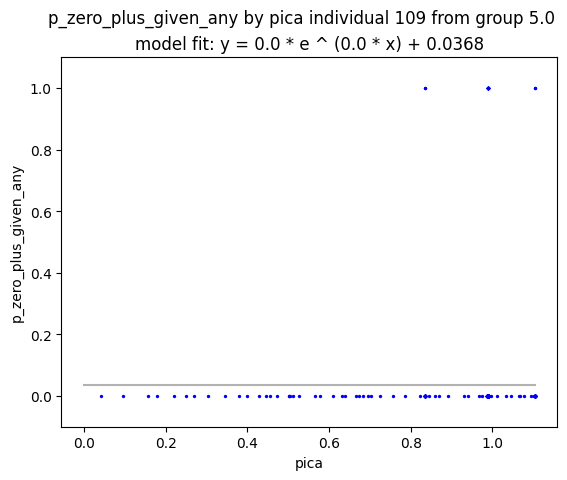 p_zero_plus_given_any by pica individual 109 from group 5.0
model fit: y = 0.0 * e ^ (0.0 * x) + 0.0368
1.0
0.8
0.6
0.4
0.2
0.0
p_zero_plus_given_any
0.0 0.2 0.4 0.6 0.8 1.0
pica